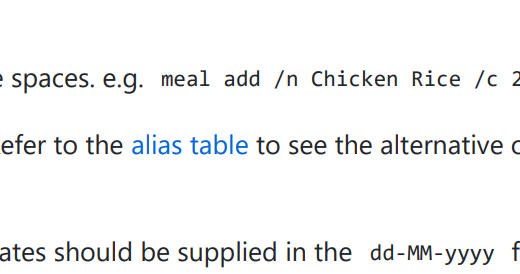 spaces. e.g. meal add /n Chicken Rice /c 2
efer to the alias table to see the alternative
ates should be supplied in the dd-MM-yyyy f